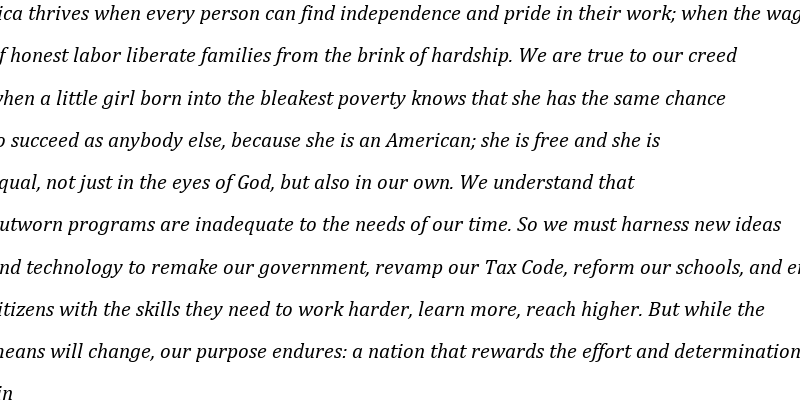 ica thrives when every person can find independence and pride in their work; when the wag
f honest labor liberate families from the brink of hardship. We are true to our creed
when a little girl born into the bleakest poverty knows that she has the same chance
o succeed as anybody else, because she is an American; she is free and she is
qual, not just in the eyes of God, but also in our own. We understand that
utworn programs are inadequate to the needs of our time. So we must harness new ideas
nd technology to remake our government, revamp our Tax Code, reform our schools, and e
itizens with the skills they need to work harder, learn more, reach higher. But while the
means will change, our purpose endures: a nation that rewards the effort and determination
in